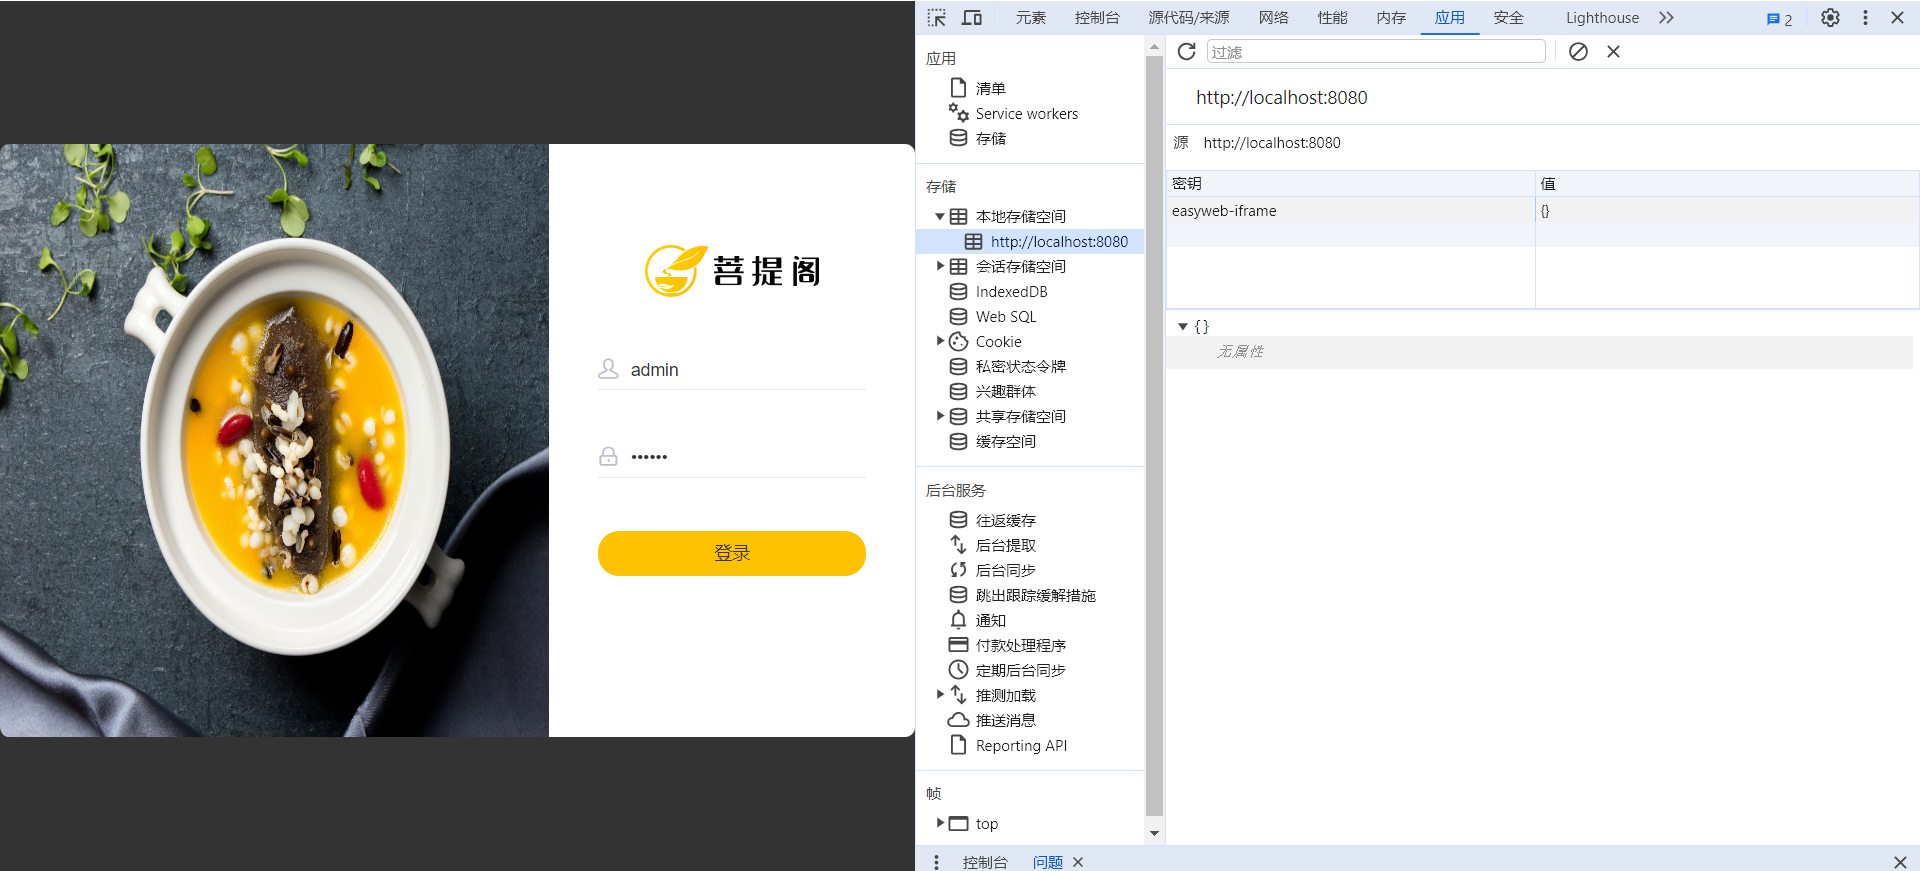 菩提阁
admin
••••••
登录
元素 控制台 源代码/来源 网络 性能 内存 应用 安全 Lighthouse 2
过滤
应用
清单
Service workers
存储
存储
本地存储空间
http://localhost:8080
会话存储空间
IndexedDB
Web SQL
Cookie
私密状态令牌
兴趣群体
共享存储空间
缓存空间
后台服务
往返缓存
后台提取
后台同步
跳出跟踪缓解措施
通知
付款处理程序
定期后台同步
推测加载
推送消息
Reporting API
帧
top
http://localhost:8080
源 http://localhost:8080
密钥 值
easyweb-iframe {}
{}
无属性
控制台 问题